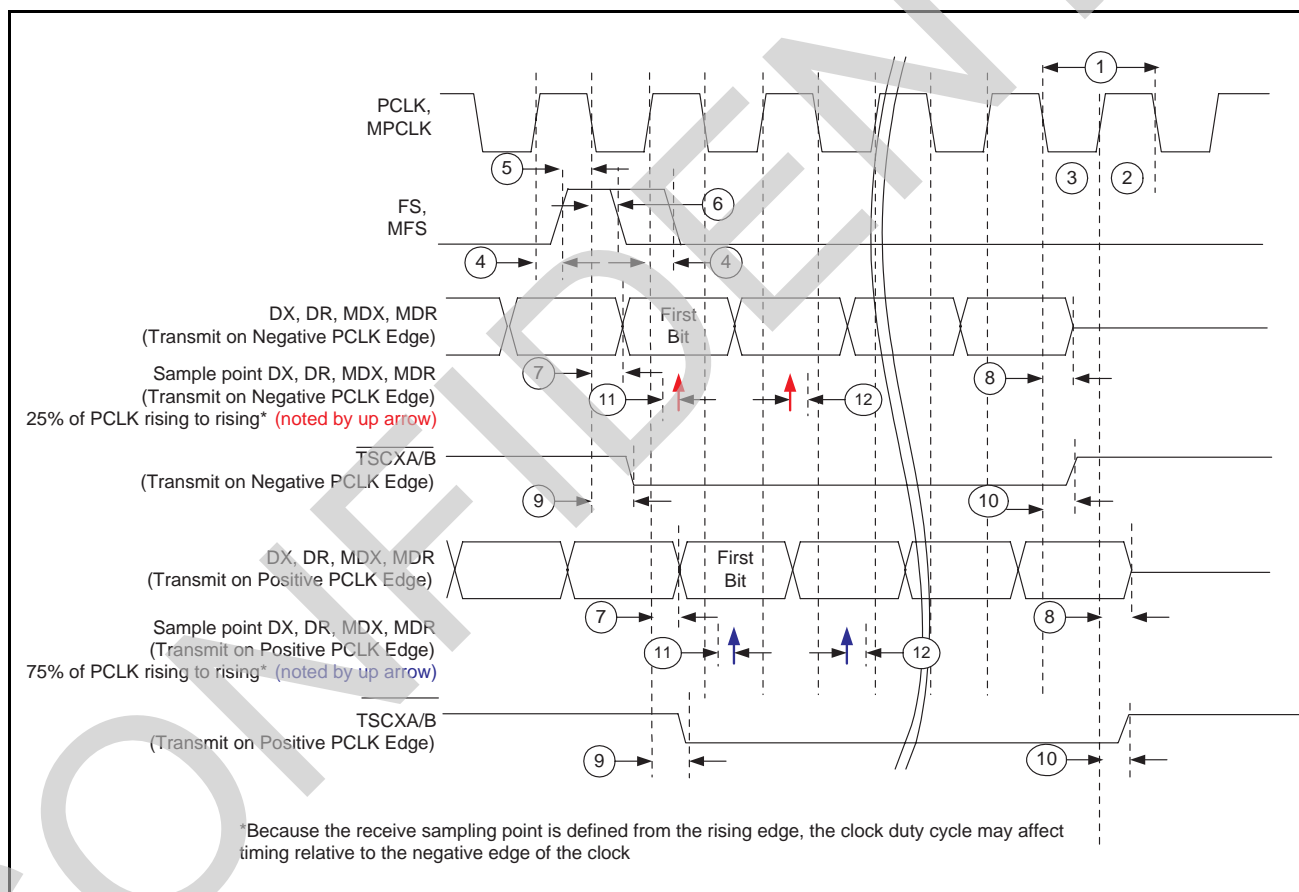 1
PCLK,
MPCLK
5
3
2
FS,
MFS
6
4
4
DX, DR, MDX, MDR
(Transmit on Negative PCLK Edge)
First
Bit
7
8
Sample point DX, DR, MDX, MDR
(Transmit on Negative PCLK Edge)
25% of PCLK rising to rising* (noted by up arrow)
11
12
TSCXA/B
(Transmit on Negative PCLK Edge)
9
10
DX, DR, MDX, MDR
(Transmit on Positive PCLK Edge)
First
Bit
7
8
Sample point DX, DR, MDX, MDR
(Transmit on Positive PCLK Edge)
75% of PCLK rising to rising* (noted by up arrow)
11
12
TSCXA/B
(Transmit on Positive PCLK Edge)
9
10
*Because the receive sampling point is defined from the rising edge, the clock duty cycle may affect
timing relative to the negative edge of the clock
ONFIDEN